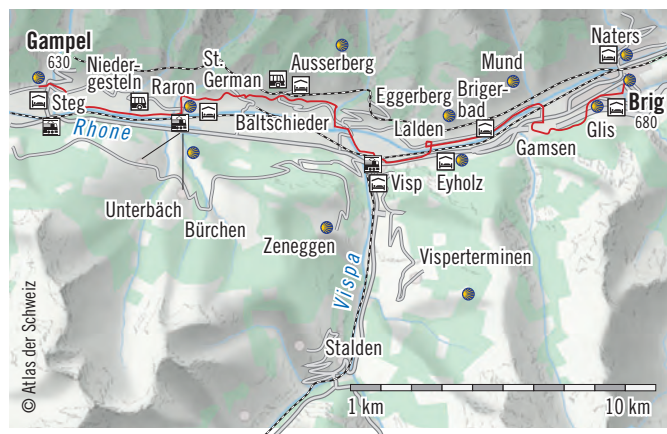 Gampel
630
Nieder-
gesteln
St.
German
Ausserberg
Mund
Naters
Steg
Raron
Eggerberg
Briger-
bad
Brig
680
Rhone
Baltschieder
Lalden
Glis
Gamsen
Visp
Eyholz
Unterbäch
Bürchen
Zeneggen
Visperterminen
Vispa
Stalden
1 km
10 km
© Atlas der Schweiz